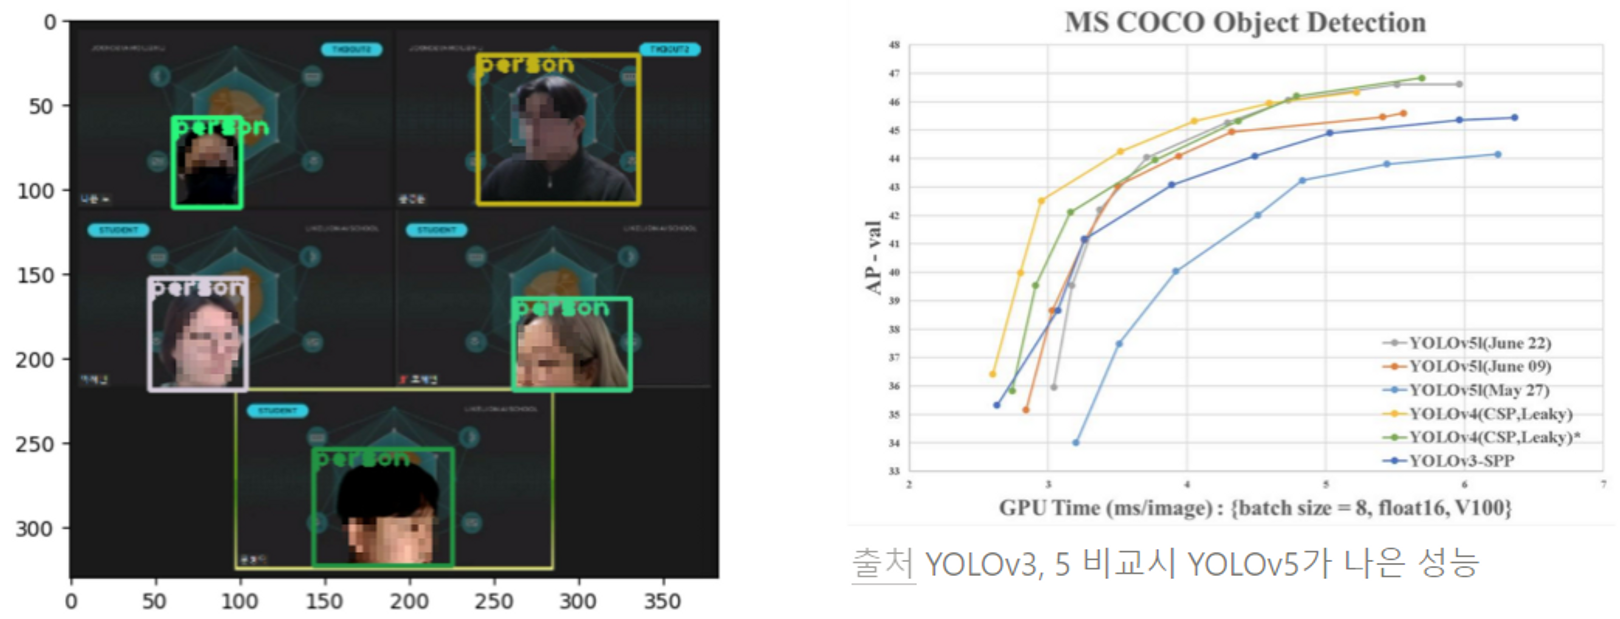 0
50
100
150
200
250
300
0 50 100 150 200 250 300 350
person
person
STUDENT
STUDENT
person
person
STUDENT
person
MS COCO Object Detection
AP - val
48
47
46
45
44
43
42
41
40
39
38
37
36
35
34
33
2 3 4 5 6 7
YOLOv5l(June 22)
YOLOv5l(June 09)
YOLOv5l(May 27)
YOLOv4(CSP,Leaky)
YOLOv4(CSP,Leaky)*
YOLOv3-SPP
GPU Time (ms/image) : {batch size = 8, float16, V100}
출처 YOLOv3, 5 비교시 YOLOv5가 나은 성능